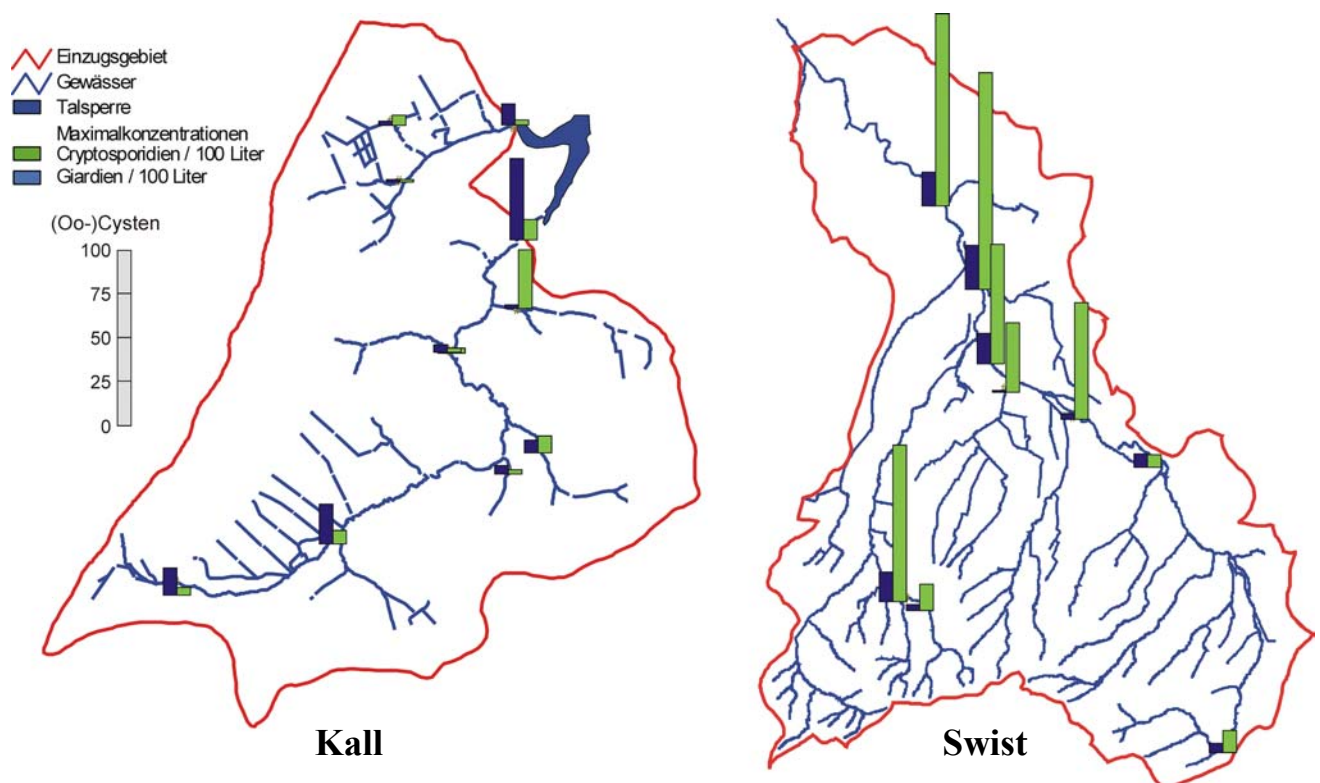 Einzugsgebiet
Gewässer
Talsperre
Maximalkonzentrationen
Cryptosporidien / 100 Liter
Giardien / 100 Liter
(Oo-)Cysten
100
75
50
25
0
Kall
Swist